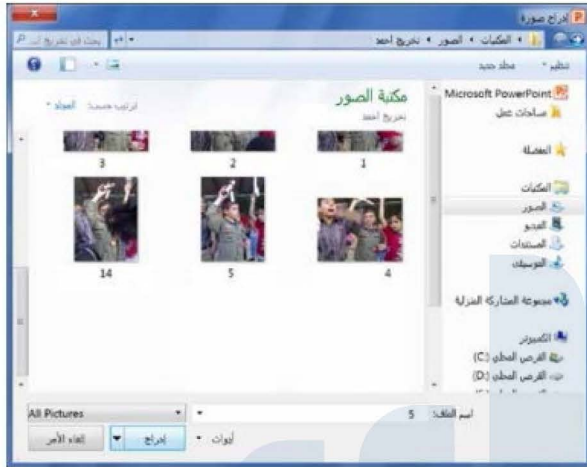 إدراج صورة
المكتبات ‹ الصور ‹ تخريج احمد
بحث في تخريج ا...
تنظيم
مجلد جديد
Microsoft PowerPoint
ساحات عمل
المفضلة
المكتبات
الصور
الفيديو
المستندات
الموسيقى
مجموعة المشاركة المنزلية
الكمبيوتر
القرص المحلي (C:)
القرص المحلي (D:)
مكتبة الصور
تخريج احمد
ترتيب حسب: المجلد
1
2
3
4
5
14
اسم الملف: 5
All Pictures
أدوات
إدراج
إلغاء الأمر